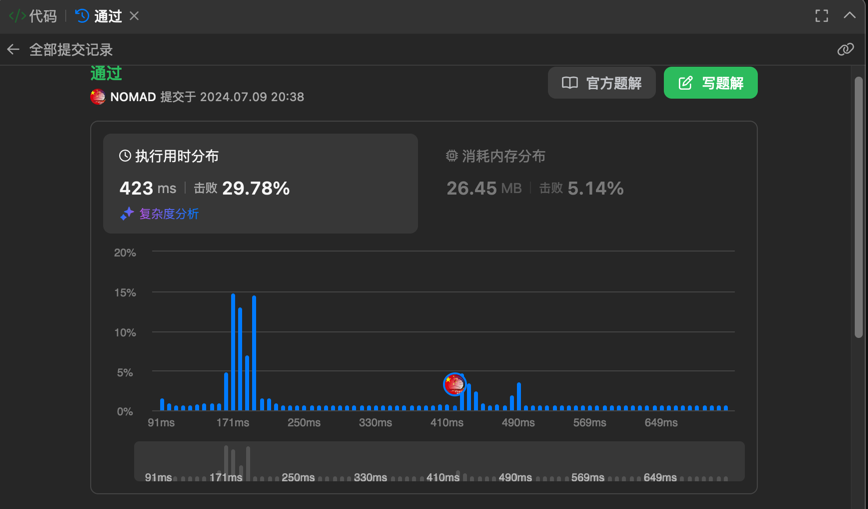 </> 代码 | 通过 ×
← 全部提交记录
通过
NOMAD 提交于 2024.07.09 20:38
官方题解 写题解
执行用时分布 消耗内存分布
423 ms | 击败 29.78% 26.45 MB | 击败 5.14%
复杂度分析
20%
15%
10%
5%
0%
91ms 171ms 250ms 330ms 410ms 490ms 569ms 649ms
91ms 171ms 250ms 330ms 410ms 490ms 569ms 649ms